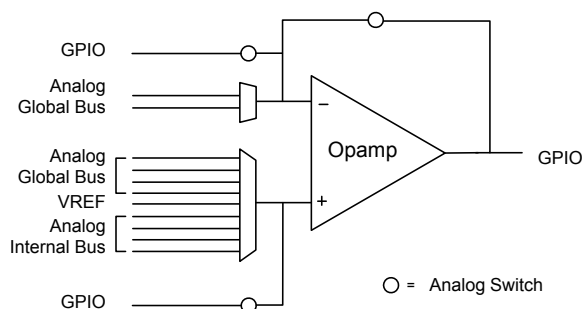 GPIO
Analog
Global Bus
−
Opamp
GPIO
Analog
Global Bus
VREF
+
Analog
Internal Bus
GPIO
= Analog Switch